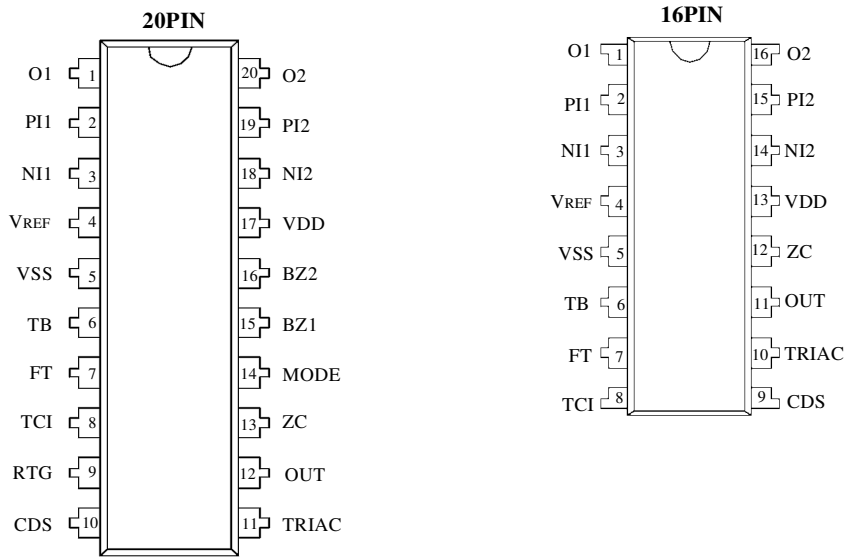 20PIN
O1 1 20 O2
PI1 2 19 PI2
NI1 3 18 NI2
VREF 4 17 VDD
VSS 5 16 BZ2
TB 6 15 BZ1
FT 7 14 MODE
TCI 8 13 ZC
RTG 9 12 OUT
CDS 10 11 TRIAC
16PIN
O1 1 16 O2
PI1 2 15 PI2
NI1 3 14 NI2
VREF 4 13 VDD
VSS 5 12 ZC
TB 6 11 OUT
FT 7 10 TRIAC
TCI 8 9 CDS